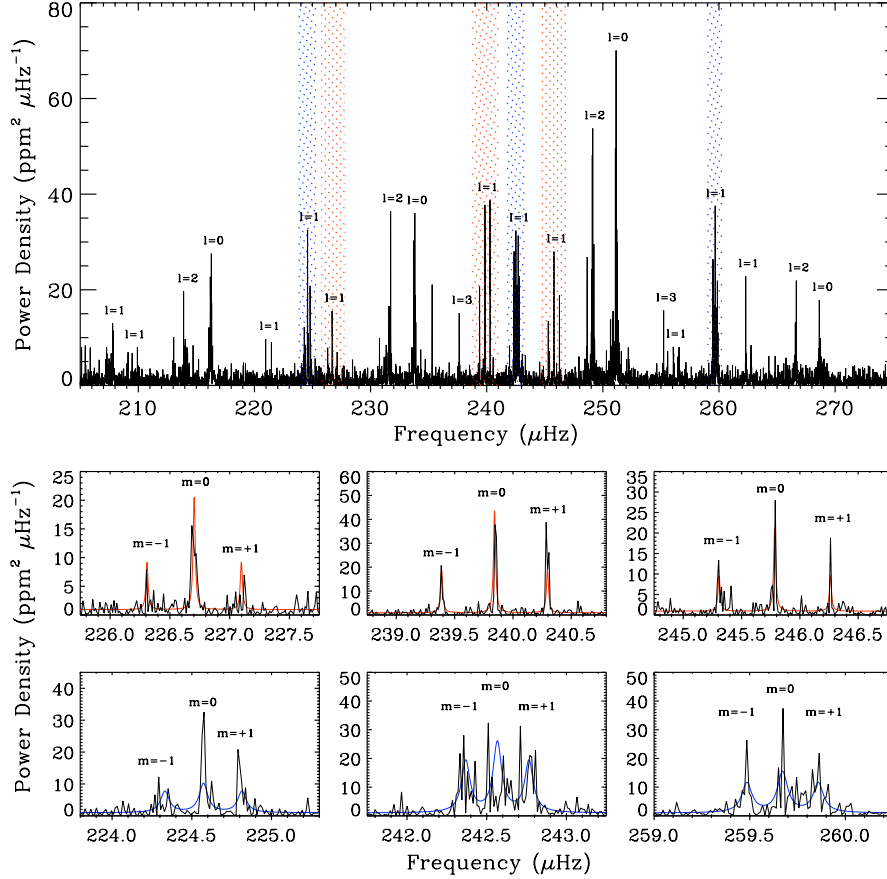 80
60
40
20
0
Power Density (ppm² μHz⁻¹)
l=1
l=1
l=2
l=0
l=1
l=1
l=1
l=2
l=0
l=3
l=1
l=1
l=1
l=2
l=0
l=3
l=1
l=1
l=1
l=2
l=0
210 220 230 240 250 260 270
Frequency (μHz)
25
20
15
10
5
0
m=−1 m=0 m=+1
226.0 226.5 227.0 227.5
60
50
40
30
20
10
0
m=−1 m=0 m=+1
239.0 239.5 240.0 240.5
35
30
25
20
15
10
5
0
m=−1 m=0 m=+1
245.0 245.5 246.0 246.5
Power Density (ppm² μHz⁻¹)
40
30
20
10
0
m=−1 m=0 m=+1
224.0 224.5 225.0
50
40
30
20
10
0
m=−1 m=0 m=+1
242.0 242.5 243.0
50
40
30
20
10
0
m=−1 m=0 m=+1
259.0 259.5 260.0
Frequency (μHz)